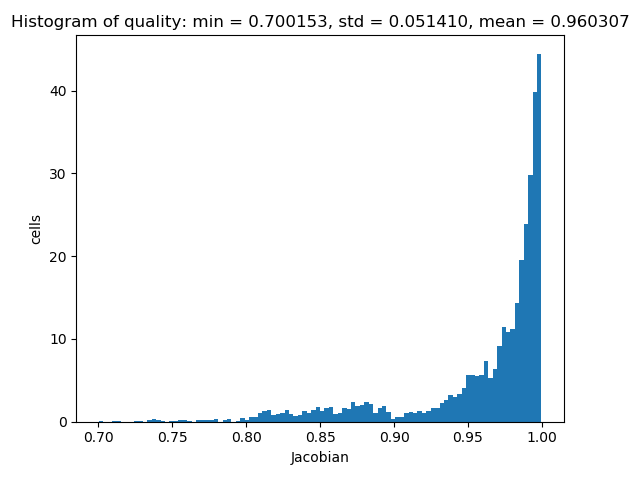 Histogram of quality: min = 0.700153, std = 0.051410, mean = 0.960307
cells
40
30
20
10
0
0.70 0.75 0.80 0.85 0.90 0.95 1.00
Jacobian